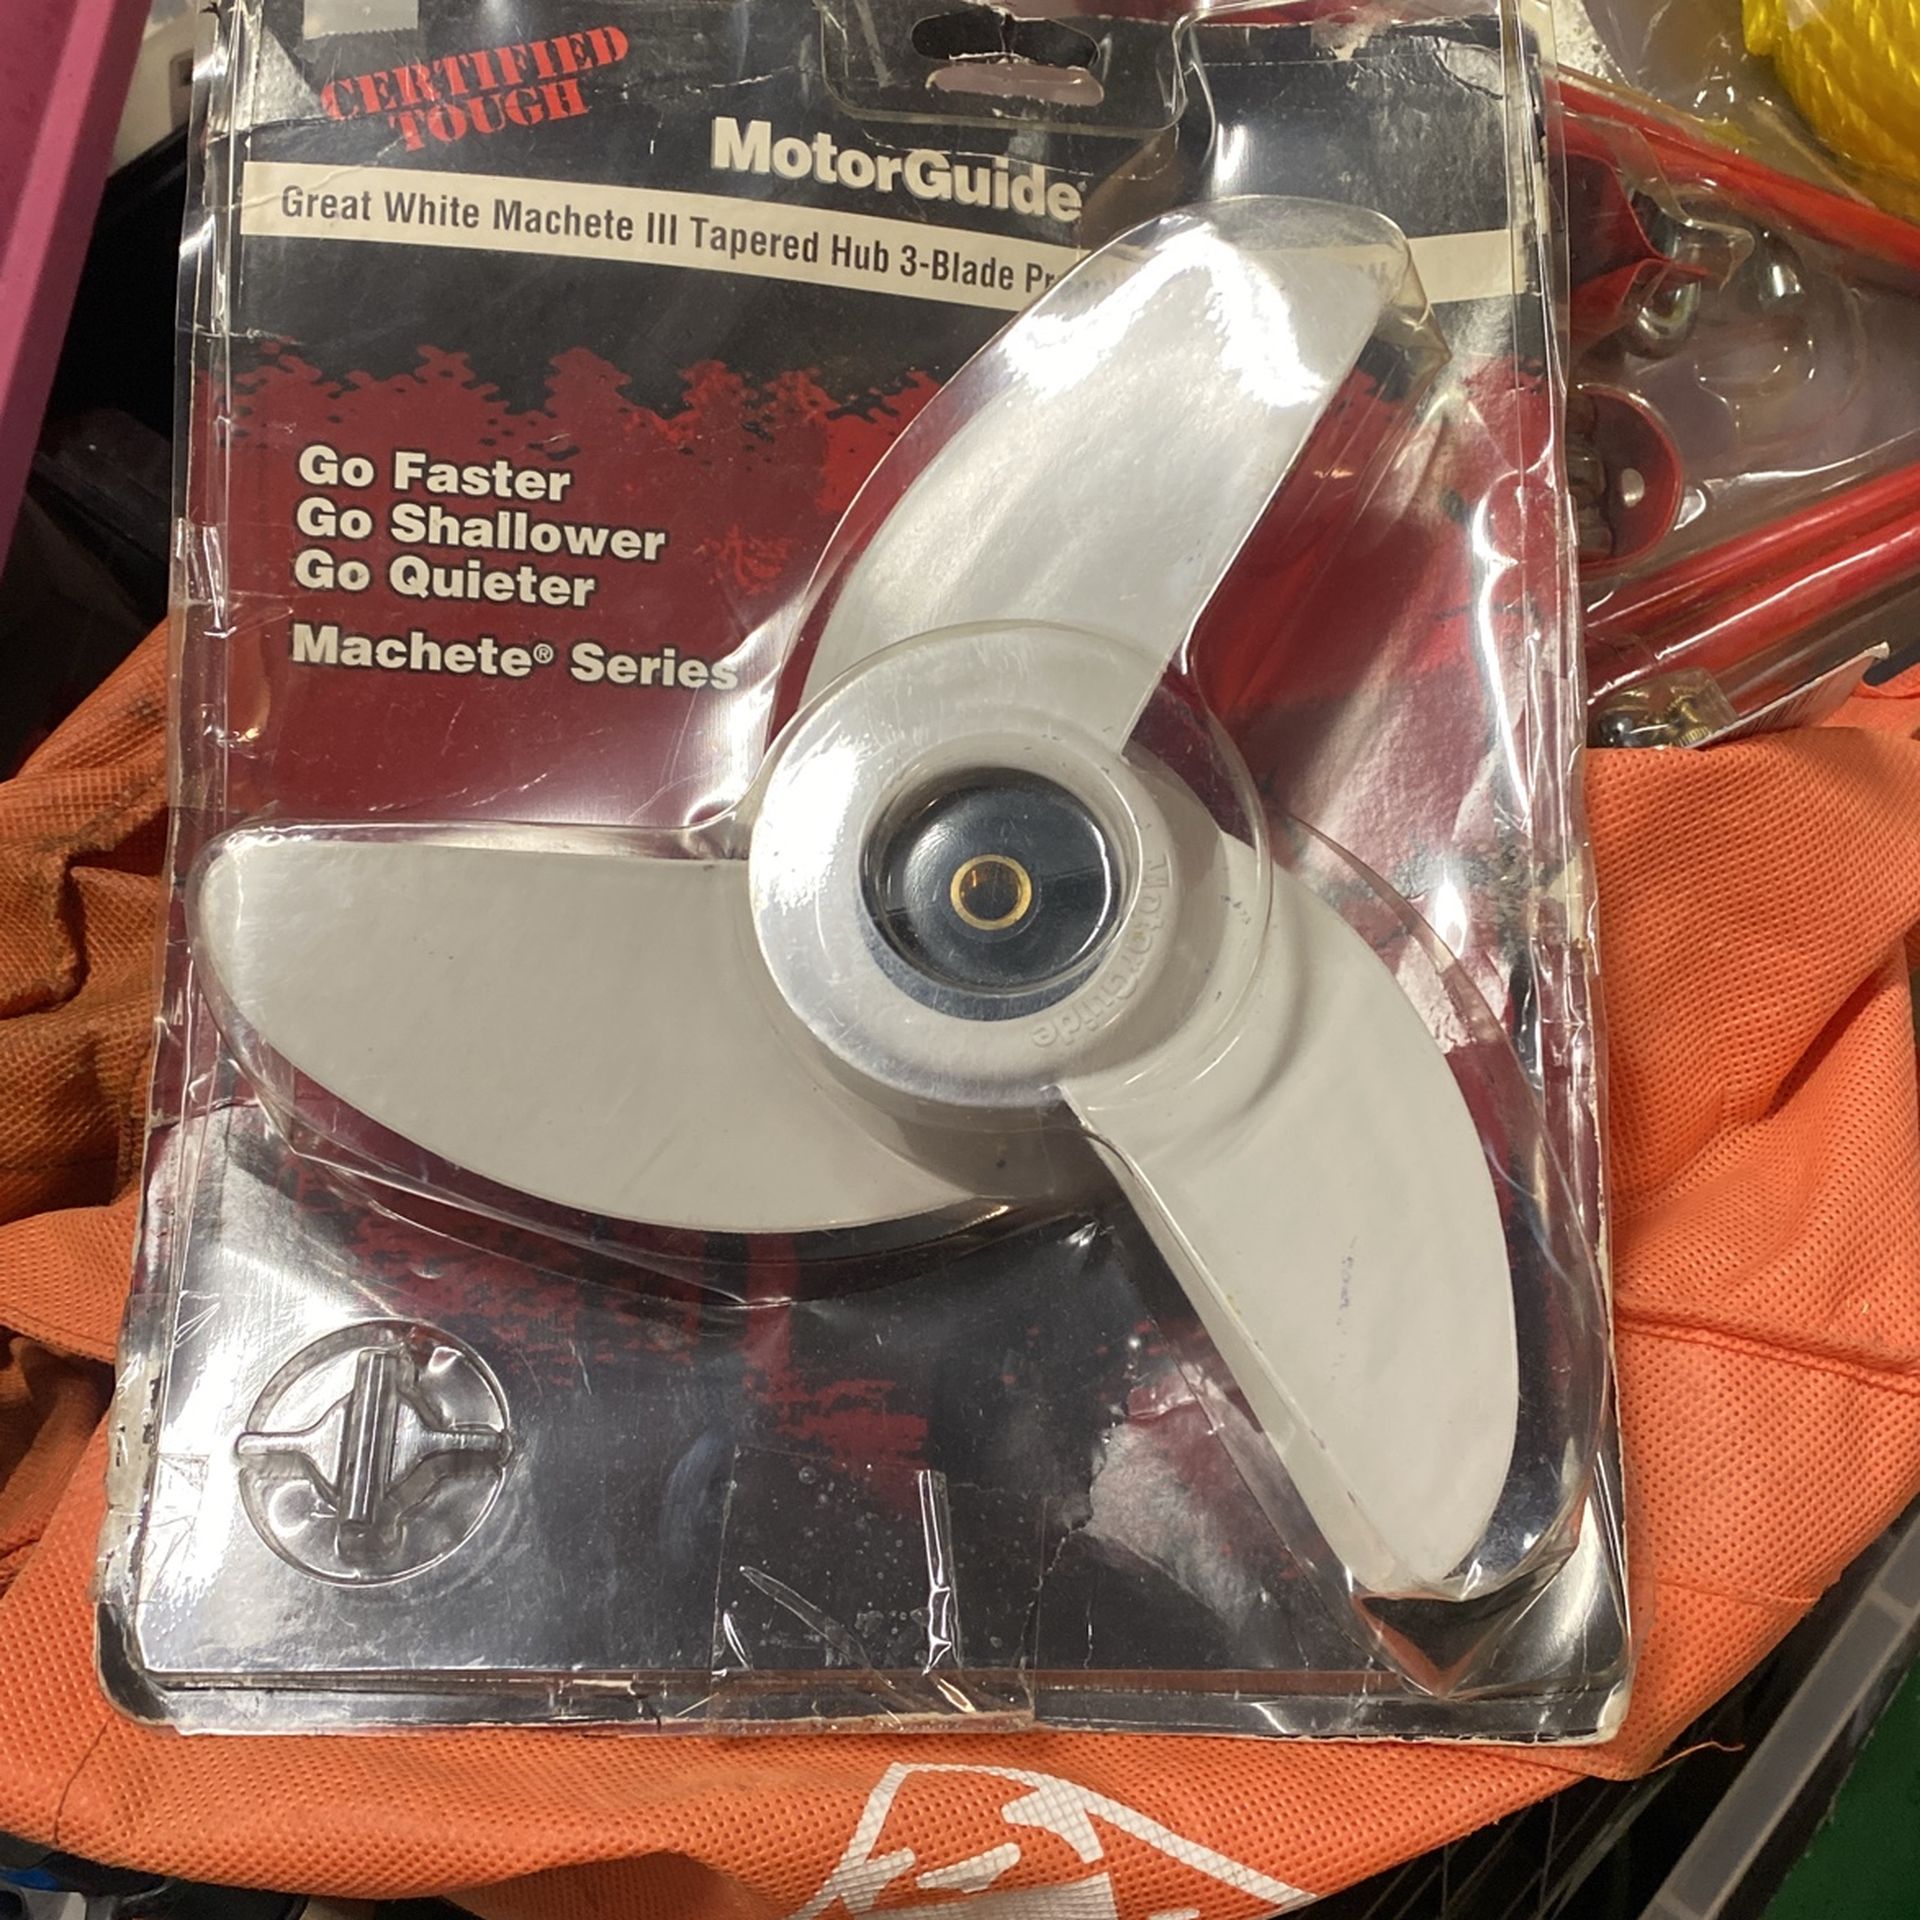 CERTIFIED
TOUGH
MotorGuide
Great White Machete III Tapered Hub 3-Blade
Go Faster
Go Shallower
Go Quieter
Machete® Series
MotorGuide